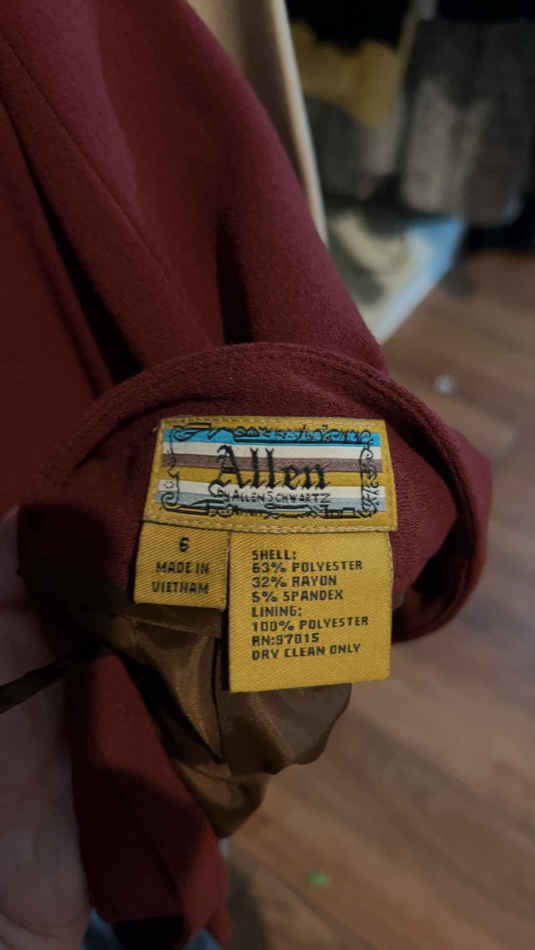 Allen
ALLEN SCHWARTZ
6
MADE IN
VIETNAM
SHELL:
63% POLYESTER
32% RAYON
5% SPANDEX
LINING:
100% POLYESTER
RN:97015
DRY CLEAN ONLY